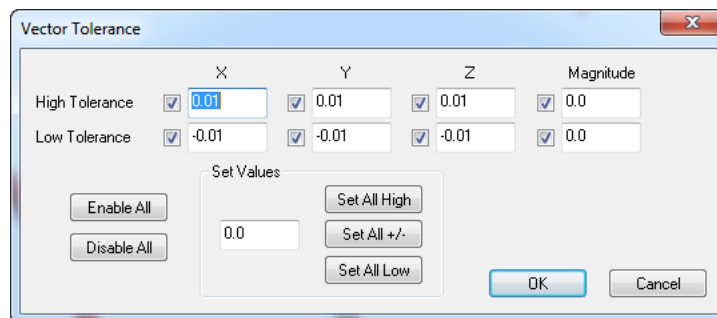 Vector Tolerance
X Y Z Magnitude
High Tolerance 0.01 0.01 0.01 0.0
Low Tolerance -0.01 -0.01 -0.01 0.0
Set Values
Enable All
Disable All
0.0
Set All High
Set All +/-
Set All Low
OK Cancel